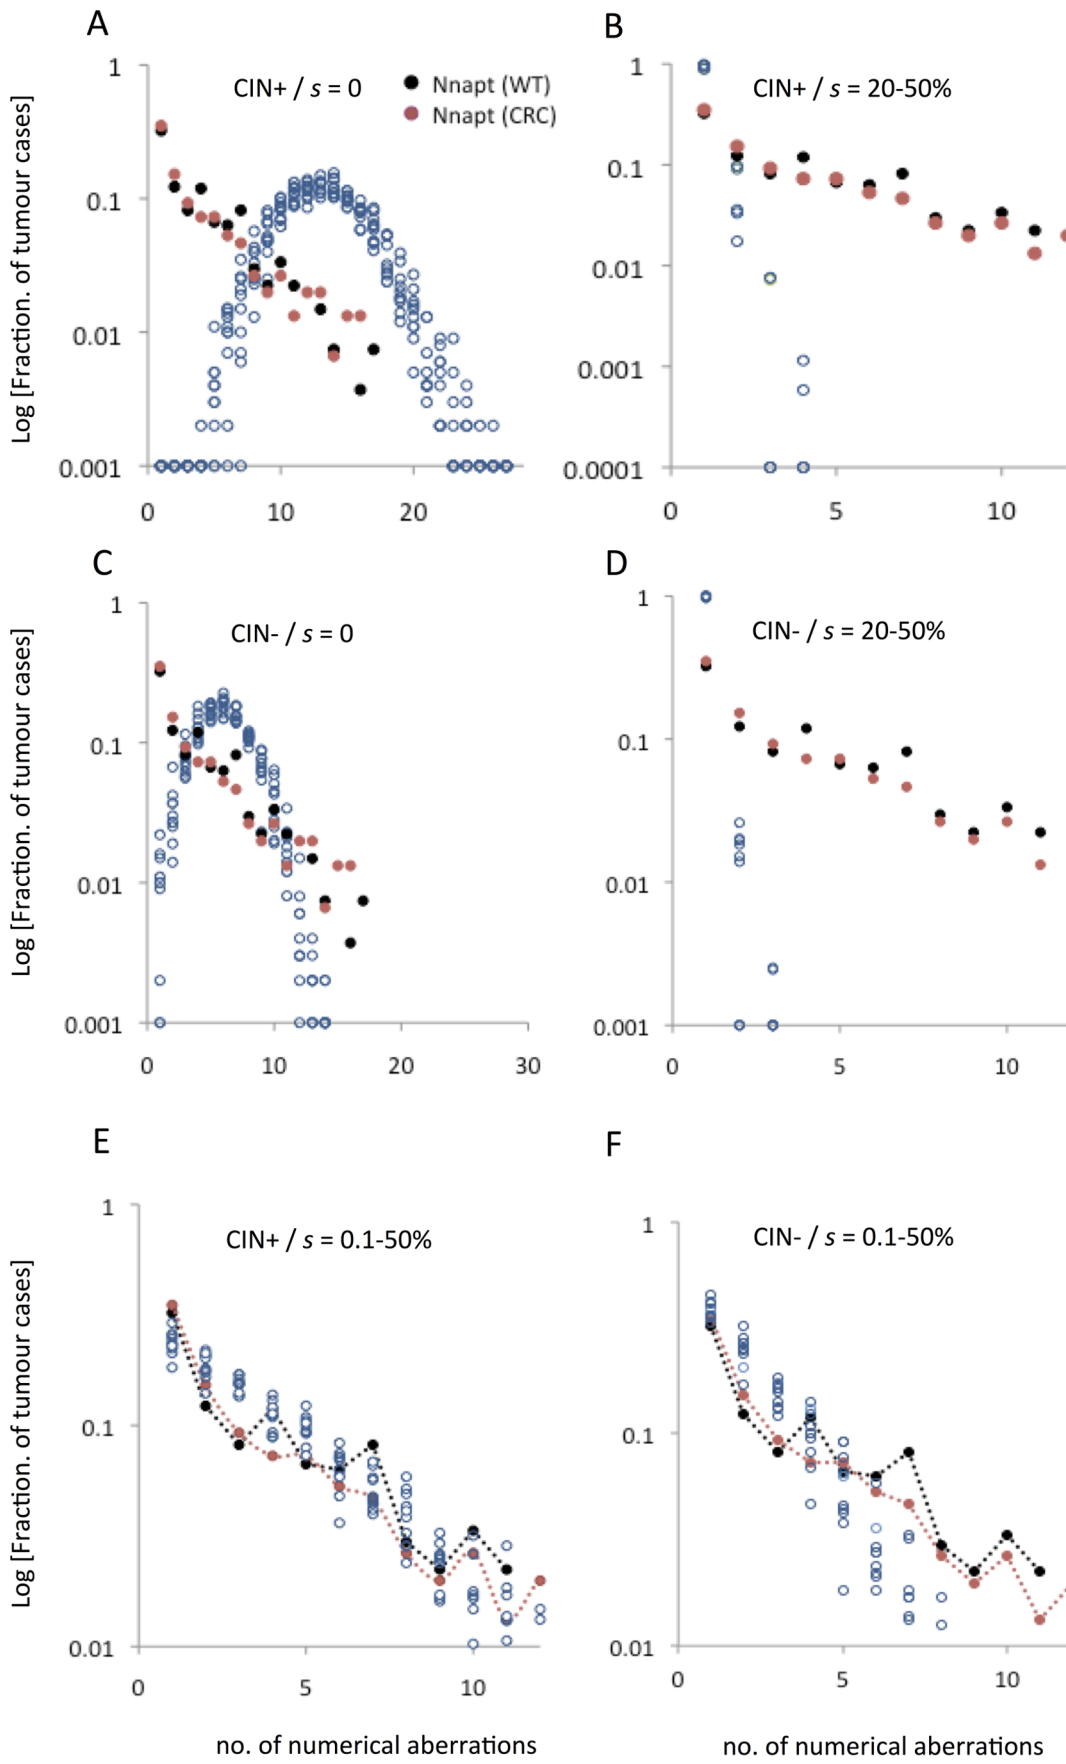 A
B
1
CIN+ / s = 0
Nnapt (WT)
Nnapt (CRC)
0.1
0.01
0.001
0
10
20
Log [Fraction. of tumour cases]
1
CIN+ / s = 20-50%
0.1
0.01
0.001
0.0001
0
5
10
C
D
1
CIN- / s = 0
0.1
0.01
0.001
0
10
20
30
Log [Fraction. of tumour cases]
1
CIN- / s = 20-50%
0.1
0.01
0.001
0
5
10
E
F
1
CIN+ / s = 0.1-50%
0.1
0.01
0
5
10
Log [Fraction. of tumour cases]
no. of numerical aberrations
1
CIN- / s = 0.1-50%
0.1
0.01
0
5
10
no. of numerical aberrations